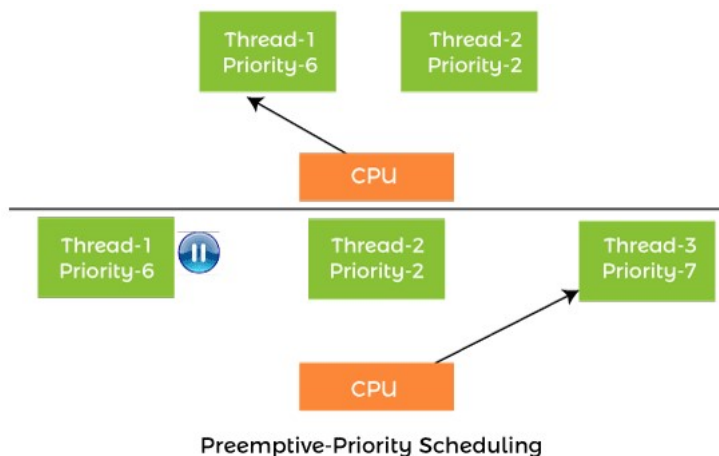 Thread-1
Priority-6
Thread-2
Priority-2
CPU
Thread-1
Priority-6
Thread-2
Priority-2
Thread-3
Priority-7
CPU
Preemptive-Priority Scheduling